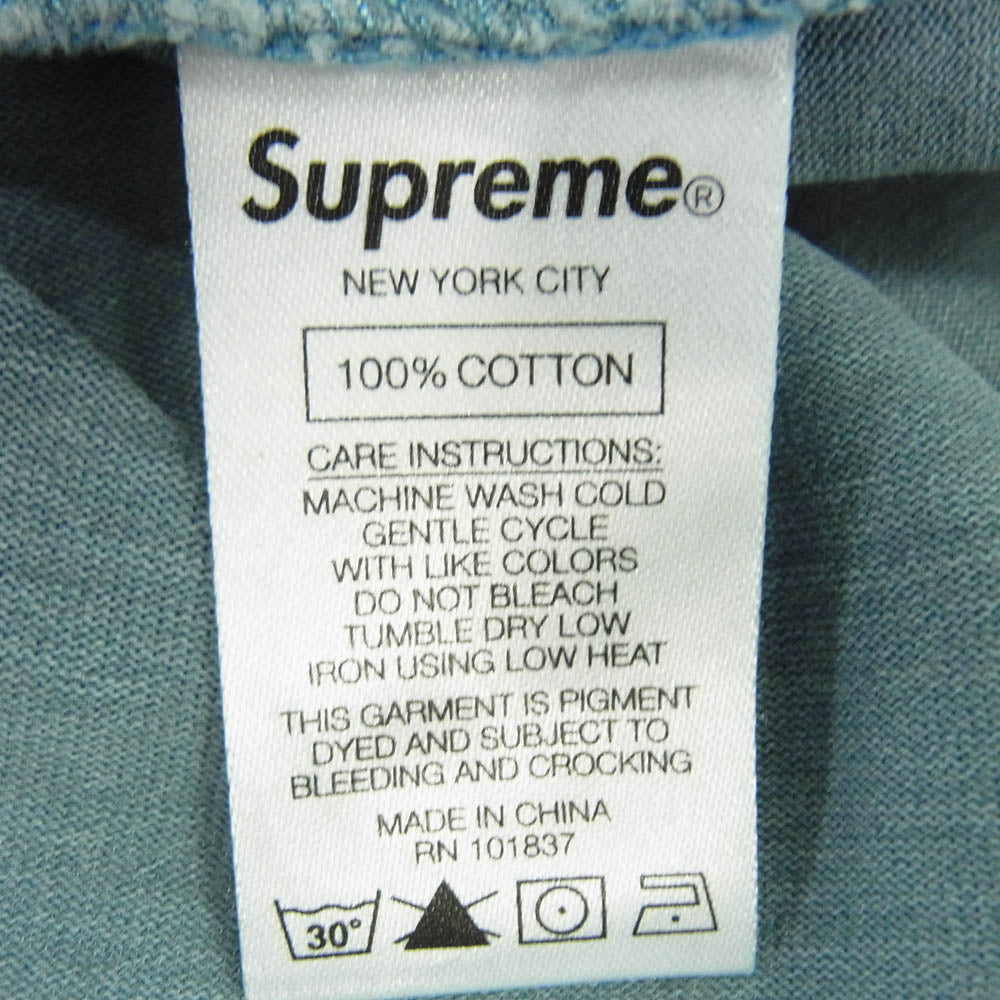 Supreme®
NEW YORK CITY
100% COTTON
CARE INSTRUCTIONS:
MACHINE WASH COLD
GENTLE CYCLE
WITH LIKE COLORS
DO NOT BLEACH
TUMBLE DRY LOW
IRON USING LOW HEAT
THIS GARMENT IS PIGMENT
DYED AND SUBJECT TO
BLEEDING AND CROCKING
MADE IN CHINA
RN 101837
30°